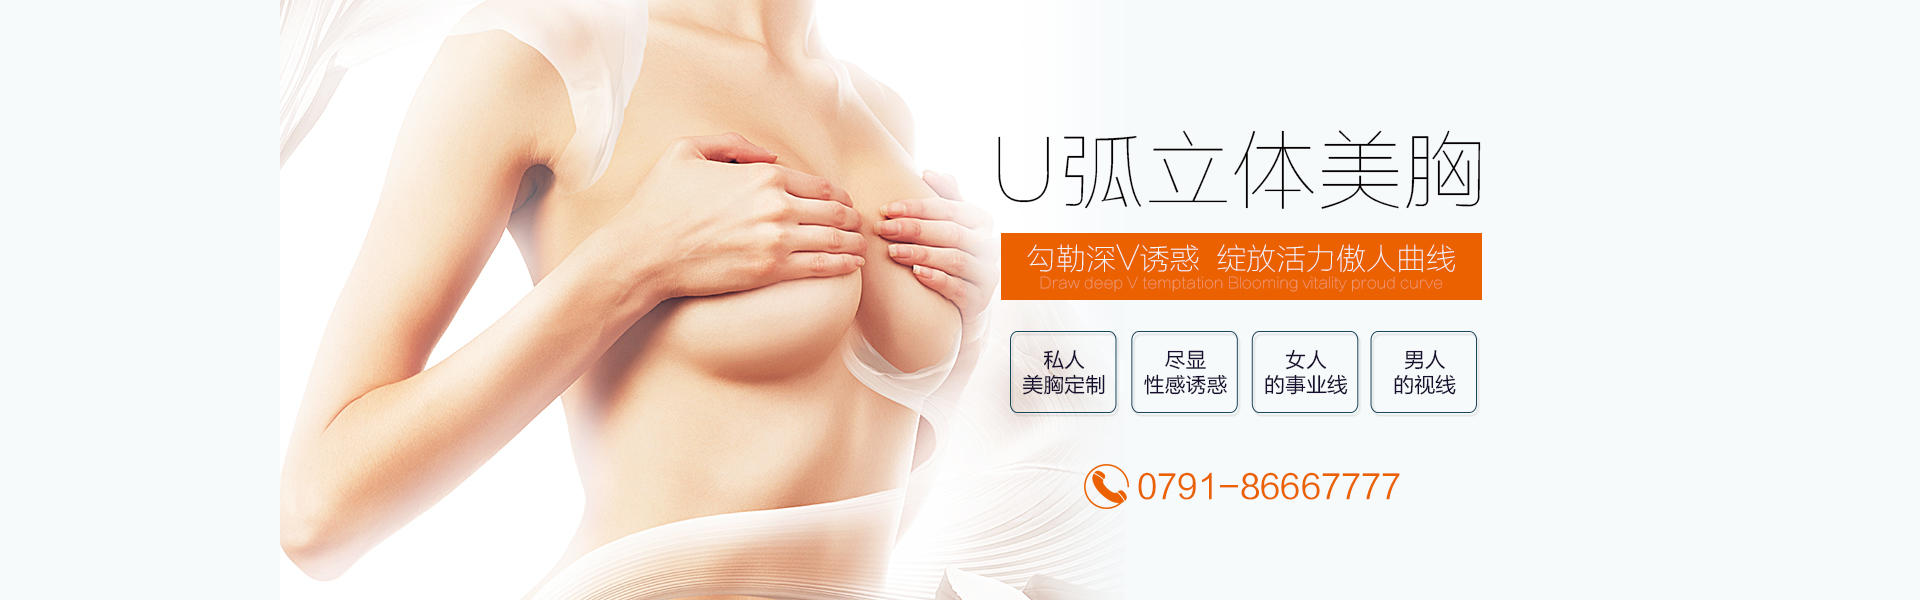 U弧立体美胸
勾勒深V诱惑 绽放活力傲人曲线
Draw deep V temptation Blooming vitality proud curve
私人
美胸定制
尽显
性感诱惑
女人
的事业线
男人
的视线
0791-86667777